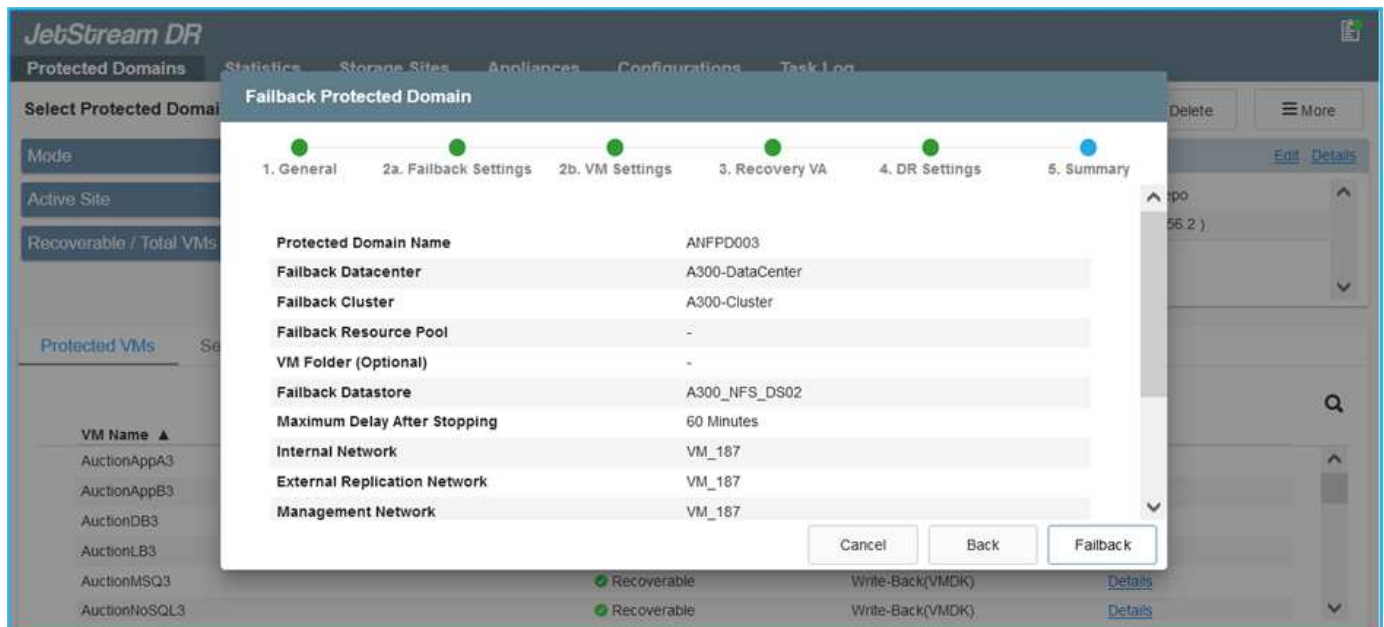 JetStream DR
Protected Domains Statistics Storage Sites Appliances Configurations Task Log
Select Protected Domai
Delete
More
Failback Protected Domain
Mode
Edit Details
1. General 2a. Failback Settings 2b. VM Settings 3. Recovery VA 4. DR Settings 5. Summary
Active Site
epo
56.2 )
Recoverable / Total VMs
Protected Domain Name ANFPD003
Failback Datacenter A300-DataCenter
Failback Cluster A300-Cluster
Failback Resource Pool -
VM Folder (Optional) -
Failback Datastore A300_NFS_DS02
Maximum Delay After Stopping 60 Minutes
Internal Network VM_187
External Replication Network VM_187
Management Network VM_187
Cancel Back Failback
Protected VMs Se
VM Name ▲
AuctionAppA3
AuctionAppB3
AuctionDB3
AuctionLB3
AuctionMSQ3 Recoverable Write-Back(VMDK) Details
AuctionNoSQL3 Recoverable Write-Back(VMDK) Details